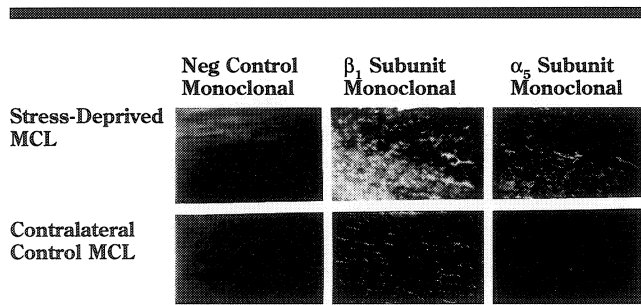 Neg Control β₁ Subunit α₅ Subunit
Monoclonal Monoclonal Monoclonal
Stress-Deprived
MCL
Contralateral
Control MCL